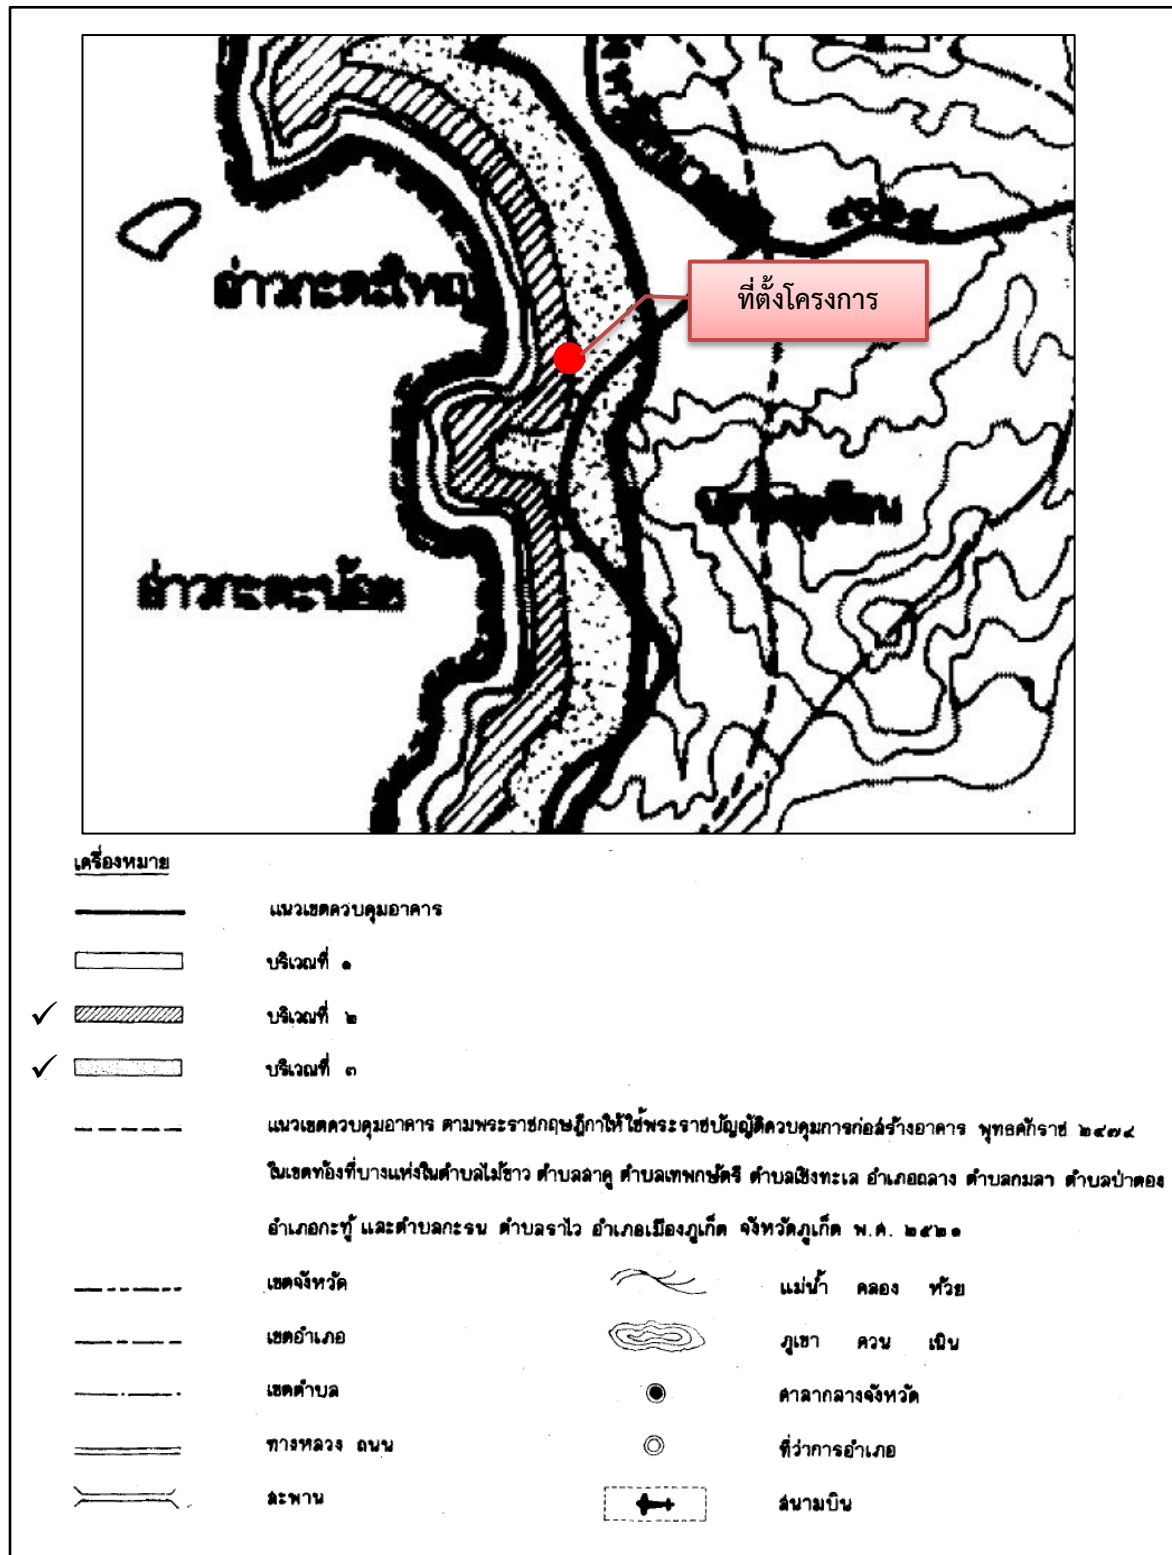 อ่าวกะตะใหญ่
๔๐๒๘
ที่ตั้งโครงการ
อ่าวกะตะน้อย
เครื่องหมาย
แนวเขตควบคุมอาคาร
บริเวณที่ ๑
✓ บริเวณที่ ๒
✓ บริเวณที่ ๓
แนวเขตควบคุมอาคาร ตามพระราชกฤษฎีกาให้ใช้พระราชบัญญัติควบคุมการก่อสร้างอาคาร พุทธศักราช ๒๔๗๙
ในเขตท้องที่บางแห่งในตำบลไม้ขาว ตำบลสาคู ตำบลเทพกษัตรี ตำบลเชิงทะเล อำเภอถลาง ตำบลกมลา ตำบลป่าตอง
อำเภอกะทู้ และตำบลกะรน ตำบลราไว อำเภอเมืองภูเก็ต จังหวัดภูเก็ต พ.ศ. ๒๕๒๑
เขตจังหวัด
แม่น้ำ คลอง ห้วย
เขตอำเภอ
ภูเขา ควน เนิน
เขตตำบล
ศาลากลางจังหวัด
ทางหลวง ถนน
ที่ว่าการอำเภอ
สะพาน
สนามบิน